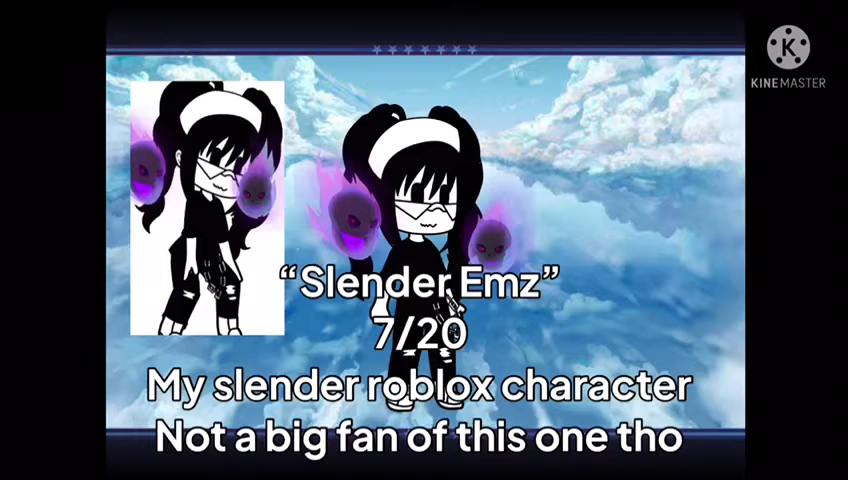 KINEMASTER
“Slender Emz”
7/20
My slender roblox character
Not a big fan of this one tho